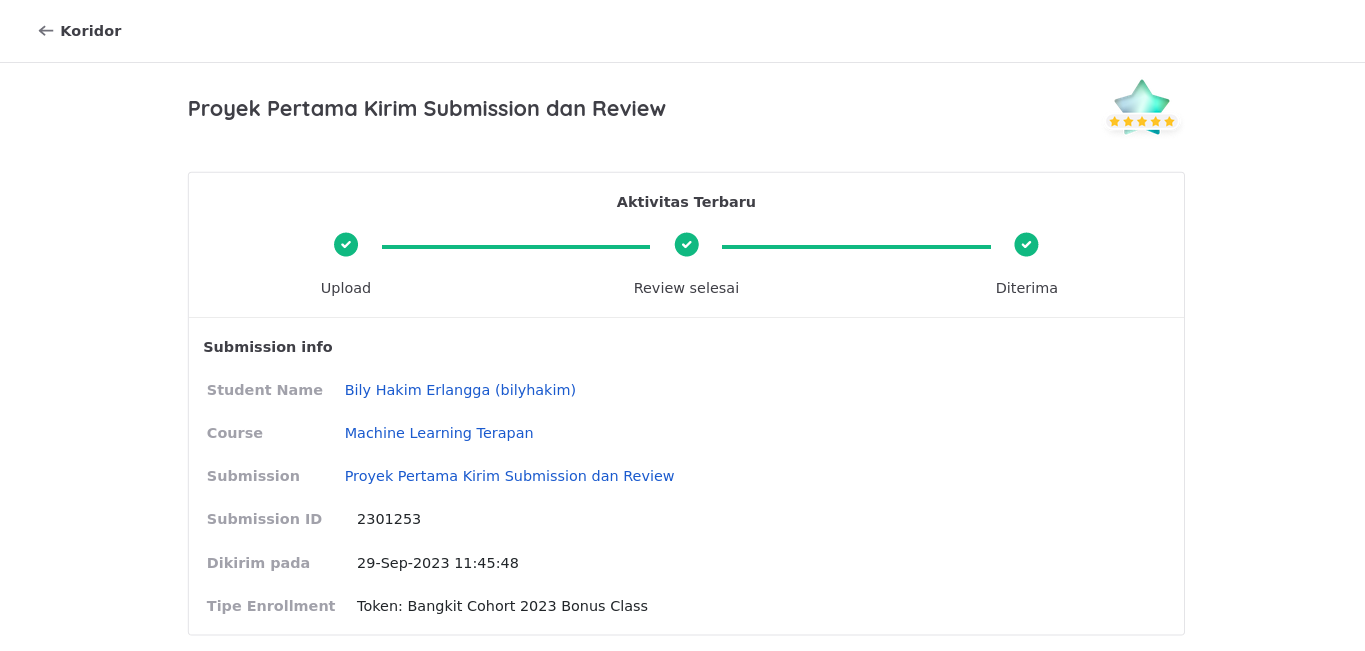 Koridor
Proyek Pertama Kirim Submission dan Review
Aktivitas Terbaru
Upload Review selesai Diterima
Submission info
Student Name Bily Hakim Erlangga (bilyhakim)
Course Machine Learning Terapan
Submission Proyek Pertama Kirim Submission dan Review
Submission ID 2301253
Dikirim pada 29-Sep-2023 11:45:48
Tipe Enrollment Token: Bangkit Cohort 2023 Bonus Class